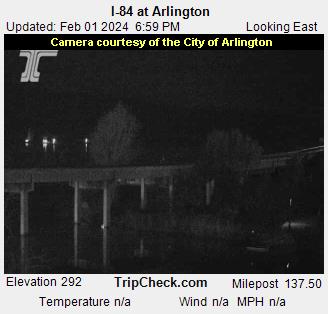 I-84 at Arlington
Updated: Feb 01 2024 6:59 PM Looking East
Camera courtesy of the City of Arlington
Elevation 292 TripCheck.com Milepost 137.50
Temperature n/a Wind n/a MPH n/a